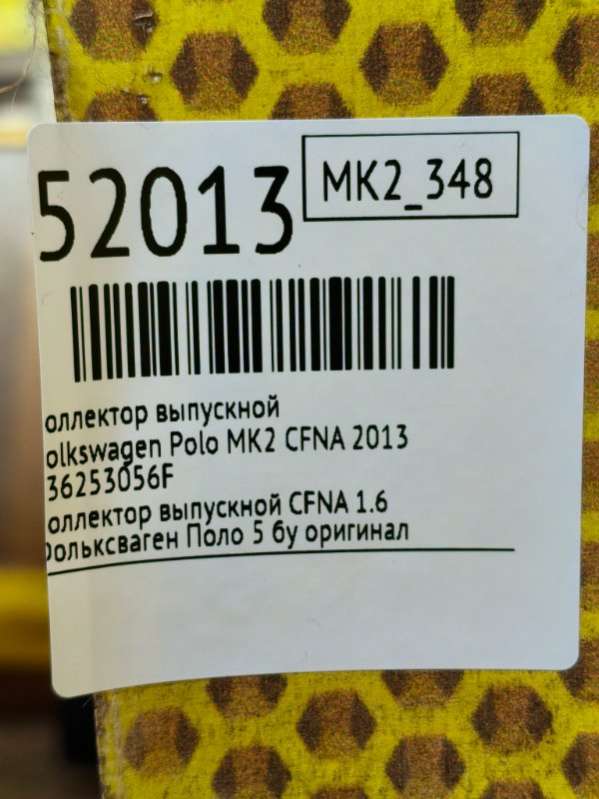 52013
MK2_348
оллектор выпускной
olkswagen Polo MK2 CFNA 2013
36253056F
оллектор выпускной CFNA 1.6
Фольксваген Поло 5 бу оригинал